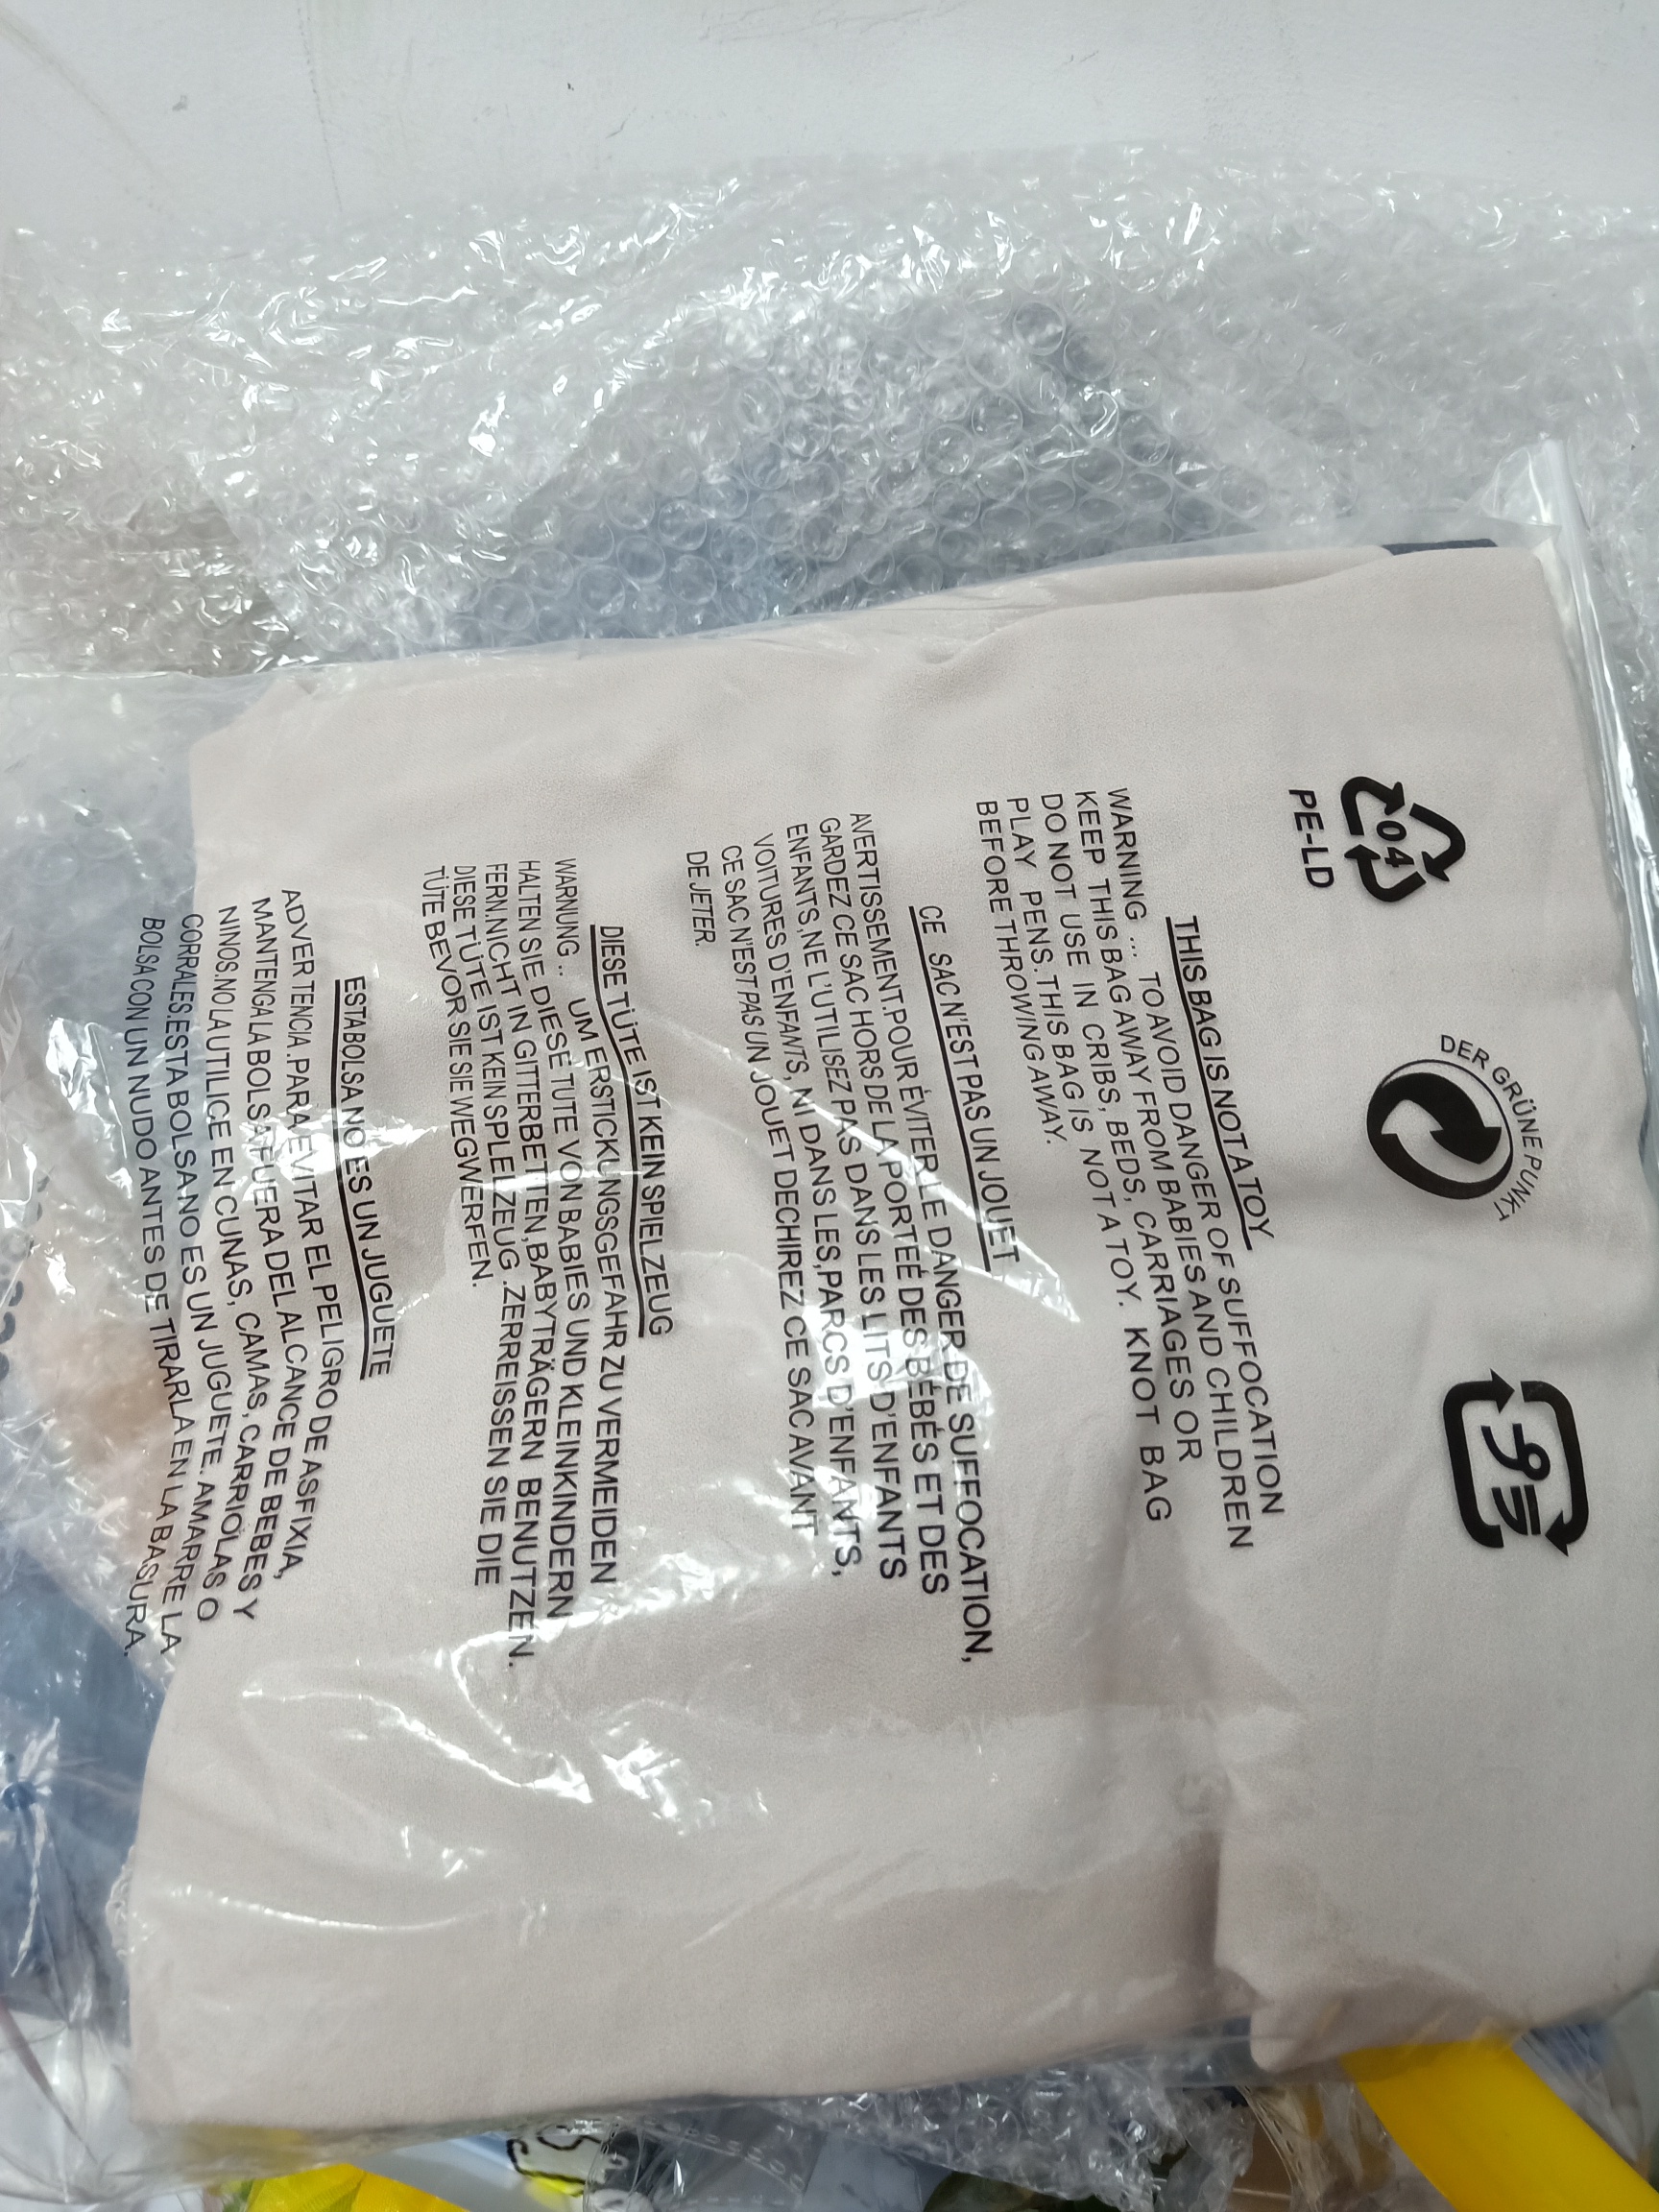 04
PE-LD
DER GRÜNE PUNKT
プラ
THIS BAG IS NOT A TOY
WARNING ... TO AVOID DANGER OF SUFFOCATION
KEEP THIS BAG AWAY FROM BABIES AND CHILDREN
DO NOT USE IN CRIBS, BEDS, CARRIAGES OR
PLAY PENS.THIS BAG IS NOT A TOY. KNOT BAG
BEFORE THROWING AWAY.
CE SAC N'EST PAS UN JOUET
AVERTISSEMENT.POUR ÉVITER LE DANGER DE SUFFOCATION,
GARDEZ CE SAC HORS DE LA PORTEÉ DES BÉBÉS ET DES
ENFANTS,NE L'UTILISEZ PAS DANS LES LITS D'ENFANTS
VOITURES D'ENFANTS, NI DANS LES,PARCS D'ENFANTS,
CE SAC N'EST PAS UN JOUET DECHIREZ CE SAC AVANT
DE JETER.
DIESE TÜTE IST KEIN SPIELZEUG
WARNUNG .. UM ERSTICKUNGSGEFAHR ZU VERMEIDEN
HALTEN SIE DIESE TUTE VON BABIES UND KLEINKINDERN
FERN.NICHT IN GITTERBETTEN,BABYTRÄGERN BENUTZEN.
DIESE TÜTE IST KEIN SPLELZEUG .ZERREISSEN SIE DIE
TÜTE BEVOR SIE SIE WEGWERFEN.
ESTA BOLSA NO ES UN JUGUETE
ADVER TENCIA .PARA EVITAR EL PELIGRO DE ASFIXIA,
MANTENGA LA BOLSA FUERA DEL ALCANCE DE BEBES Y
NINOS.NO LA UTILICE EN CUNAS, CAMAS, CARRIOLAS O
CORRALES.ESTA BOLSA NO ES UN JUGUETE. AMARRE LA
BOLSA CON UN NUDO ANTES DE TIRARLA EN LA BASURA.